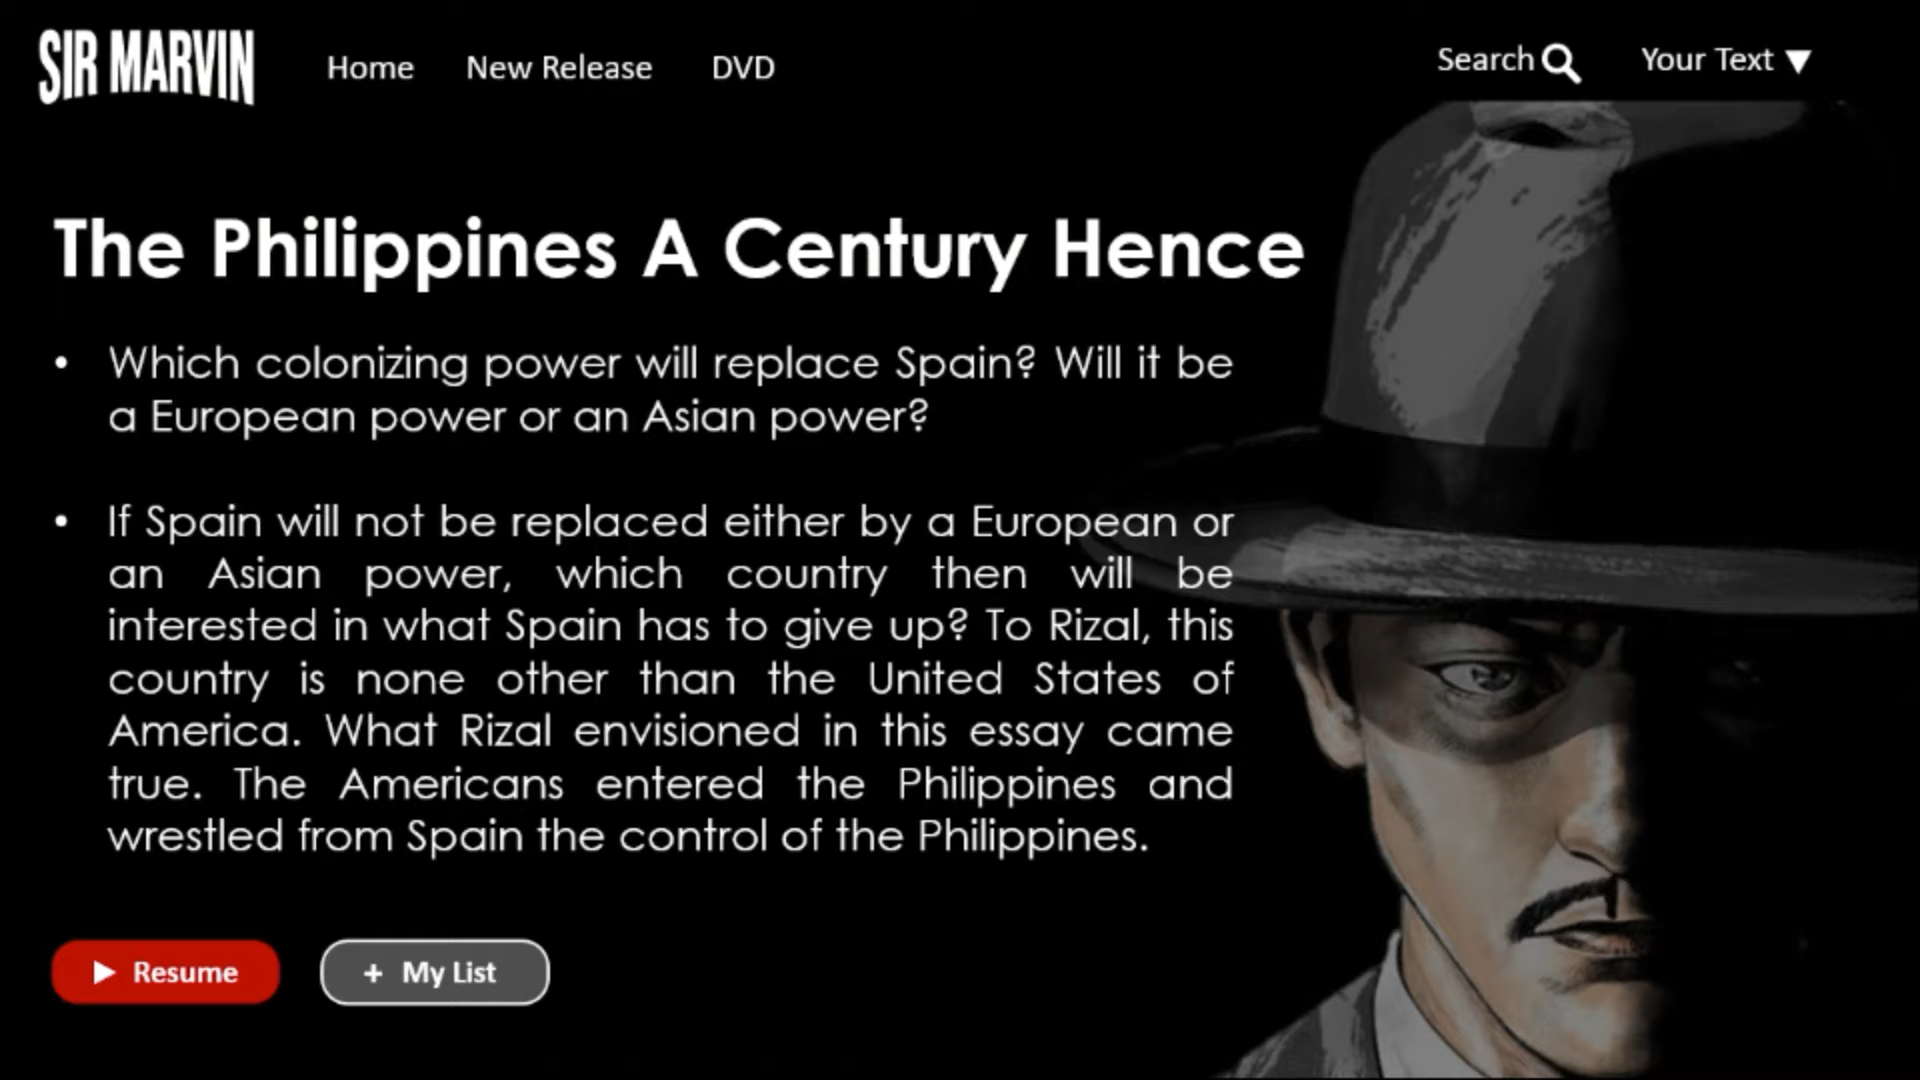 SIR MARVIN
Home New Release DVD
Search Your Text
The Philippines A Century Hence
• Which colonizing power will replace Spain? Will it be
a European power or an Asian power?
• If Spain will not be replaced either by a European or
an Asian power, which country then will be
interested in what Spain has to give up? To Rizal, this
country is none other than the United States of
America. What Rizal envisioned in this essay came
true. The Americans entered the Philippines and
wrestled from Spain the control of the Philippines.
Resume
+ My List